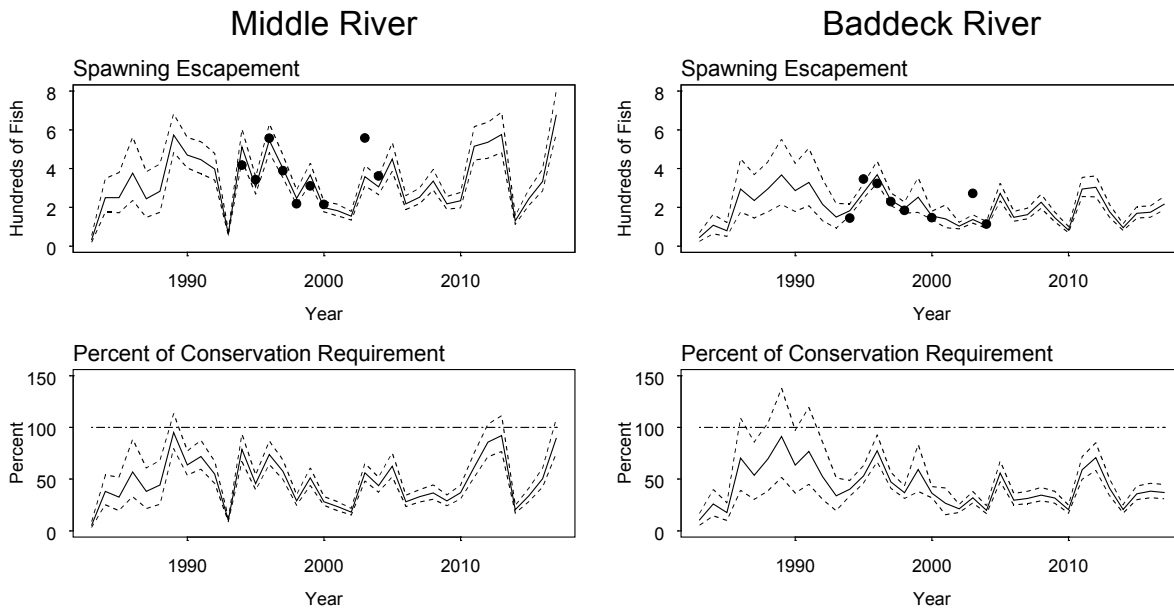 Middle River
Spawning Escapement
Hundreds of Fish
8
6
4
2
0
1990 2000 2010
Year
Baddeck River
Spawning Escapement
Hundreds of Fish
8
6
4
2
0
1990 2000 2010
Year
Percent of Conservation Requirement
Percent
150
100
50
0
1990 2000 2010
Year
Percent of Conservation Requirement
Percent
150
100
50
0
1990 2000 2010
Year